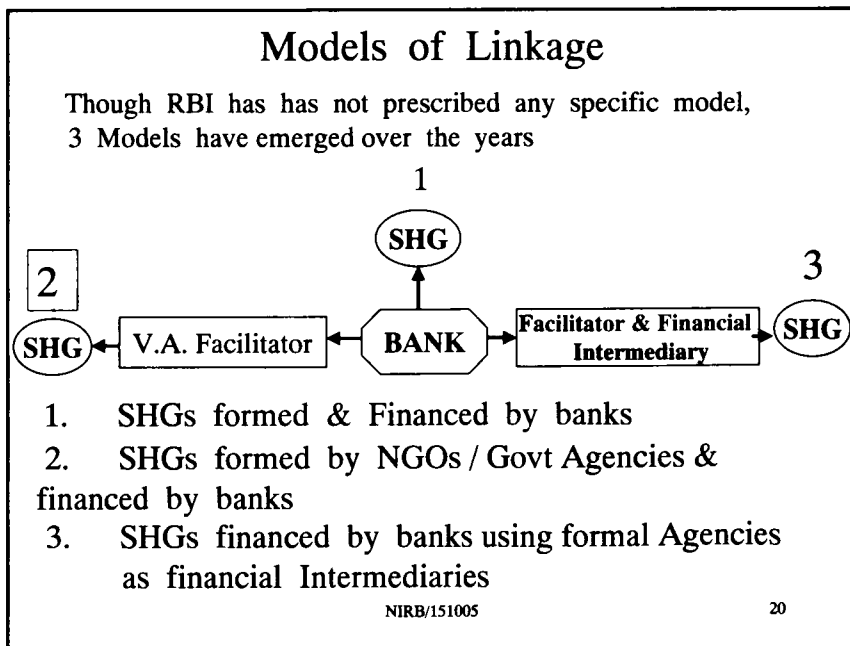 Models of Linkage
Though RBI has has not prescribed any specific model,
3 Models have emerged over the years
1
SHG
2
3
SHG
V.A. Facilitator
BANK
Facilitator & Financial
Intermediary
SHG
1. SHGs formed & Financed by banks
2. SHGs formed by NGOs / Govt Agencies &
financed by banks
3. SHGs financed by banks using formal Agencies
as financial Intermediaries
NIRB/151005
20